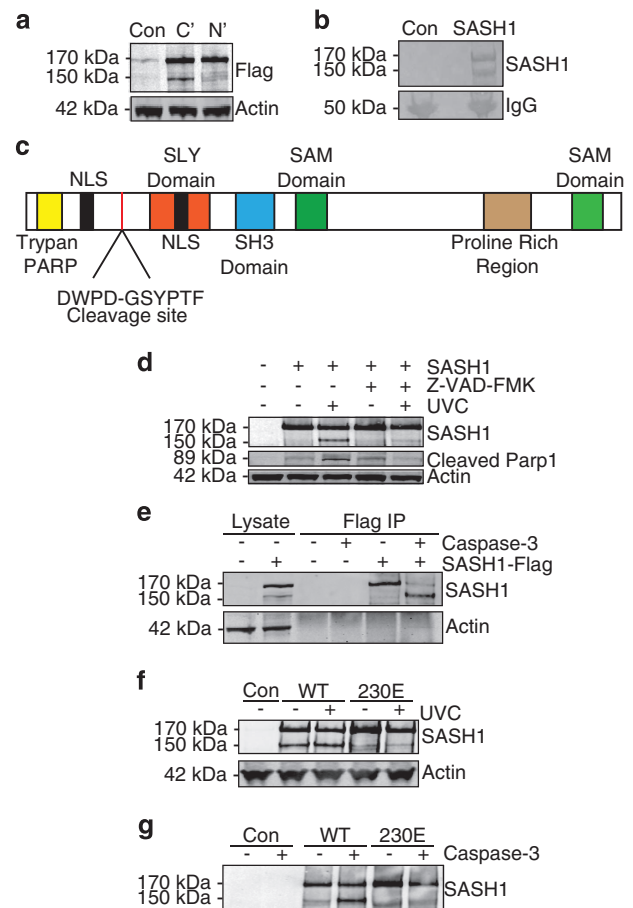 a
Con C' N'
170 kDa
150 kDa
Flag
42 kDa
Actin
b
Con SASH1
170 kDa
150 kDa
SASH1
50 kDa
IgG
c
NLS
SLY
Domain
SAM
Domain
SAM
Domain
Trypan
PARP
NLS
SH3
Domain
Proline Rich
Region
DWPD-GSYPTF
Cleavage site
d
- + + + + SASH1
- - - + + Z-VAD-FMK
- - + - + UVC
170 kDa
150 kDa
SASH1
89 kDa
Cleaved Parp1
42 kDa
Actin
e
Lysate Flag IP
- - - + - + Caspase-3
- + - - + + SASH1-Flag
170 kDa
150 kDa
SASH1
42 kDa
Actin
f
Con WT 230E
- - + - + UVC
170 kDa
150 kDa
SASH1
42 kDa
Actin
g
Con WT 230E
- + - + - + Caspase-3
170 kDa
150 kDa
SASH1